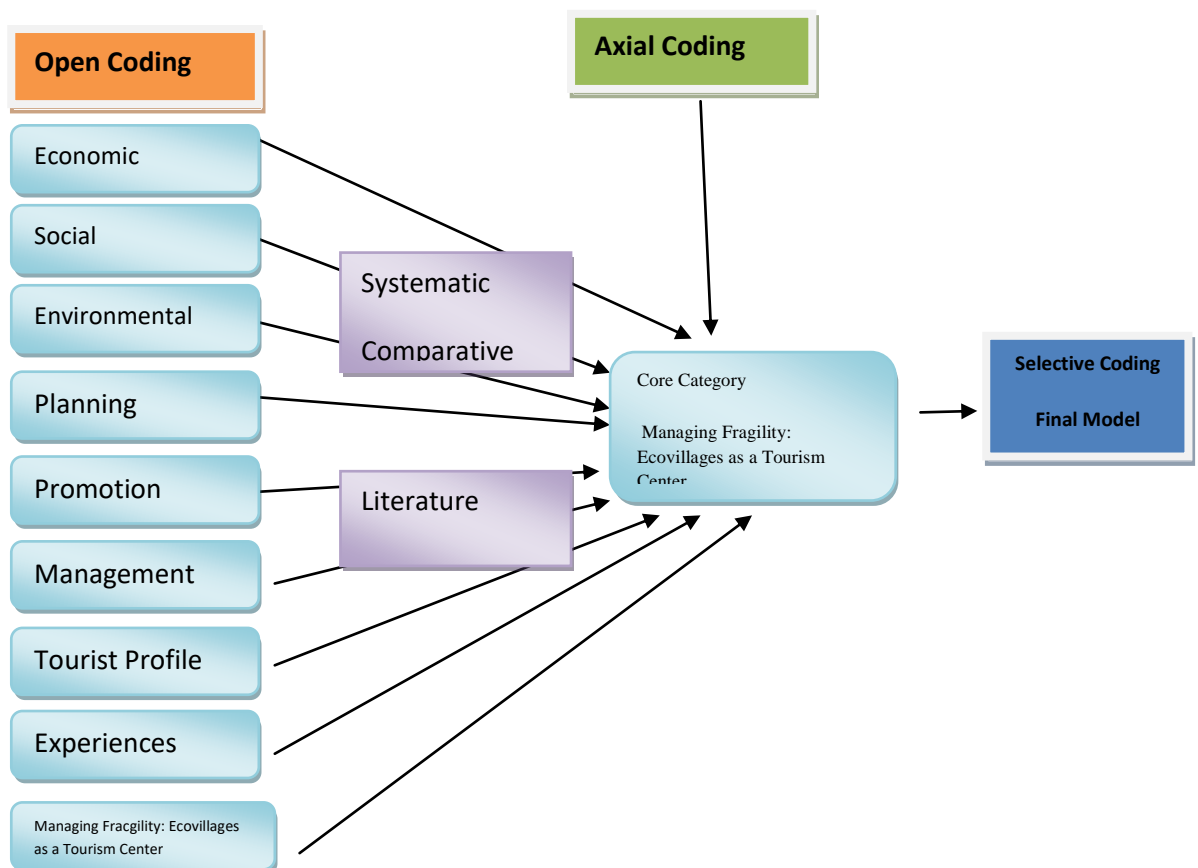 Open Coding
Axial Coding
Economic
Social
Environmental
Planning
Promotion
Management
Tourist Profile
Experiences
Managing Fracgility: Ecovillages
as a Tourism Center
Systematic
Comparative
Literature
Core Category
Managing Fragility:
Ecovillages as a Tourism
Center
Selective Coding
Final Model